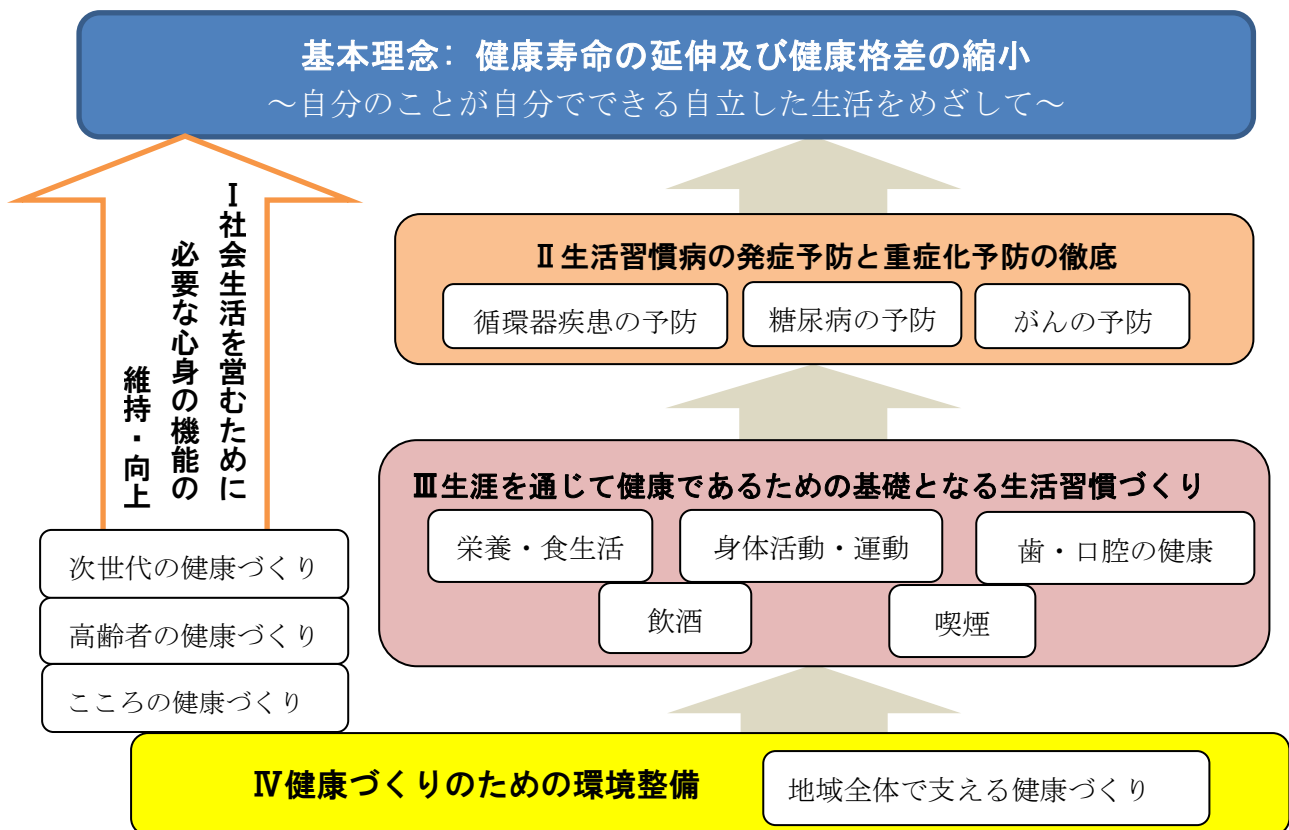 基本理念：健康寿命の延伸及び健康格差の縮小
～自分のことが自分でできる自立した生活をめざして～
Ⅰ社会生活を営むために
必要な心身の機能の
維持・向上
次世代の健康づくり
高齢者の健康づくり
こころの健康づくり
Ⅱ生活習慣病の発症予防と重症化予防の徹底
循環器疾患の予防
糖尿病の予防
がんの予防
Ⅲ生涯を通じて健康であるための基礎となる生活習慣づくり
栄養・食生活
身体活動・運動
歯・口腔の健康
飲酒
喫煙
Ⅳ健康づくりのための環境整備
地域全体で支える健康づくり